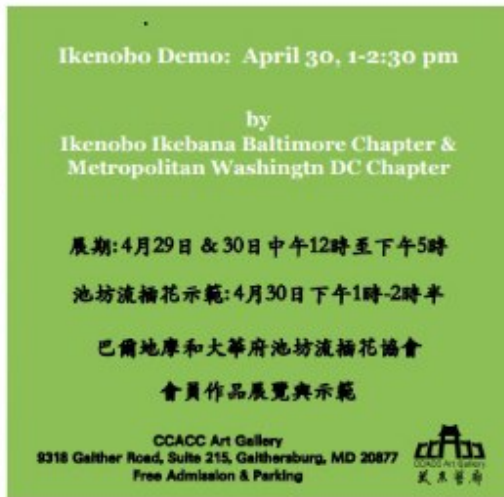 Ikenobo Demo: April 30, 1-2:30 pm
by
Ikenobo Ikebana Baltimore Chapter &
Metropolitan Washingtn DC Chapter
展期:4月29日 & 30日中午12時至下午5時
池坊流插花示範:4月30日下午1時-2時半
巴爾地摩和大華府池坊流插花協會
會員作品展覽與示範
CCACC Art Gallery
9318 Gaither Road, Suite 215, Gaithersburg, MD 20877
Free Admission & Parking
CCACC Art Gallery